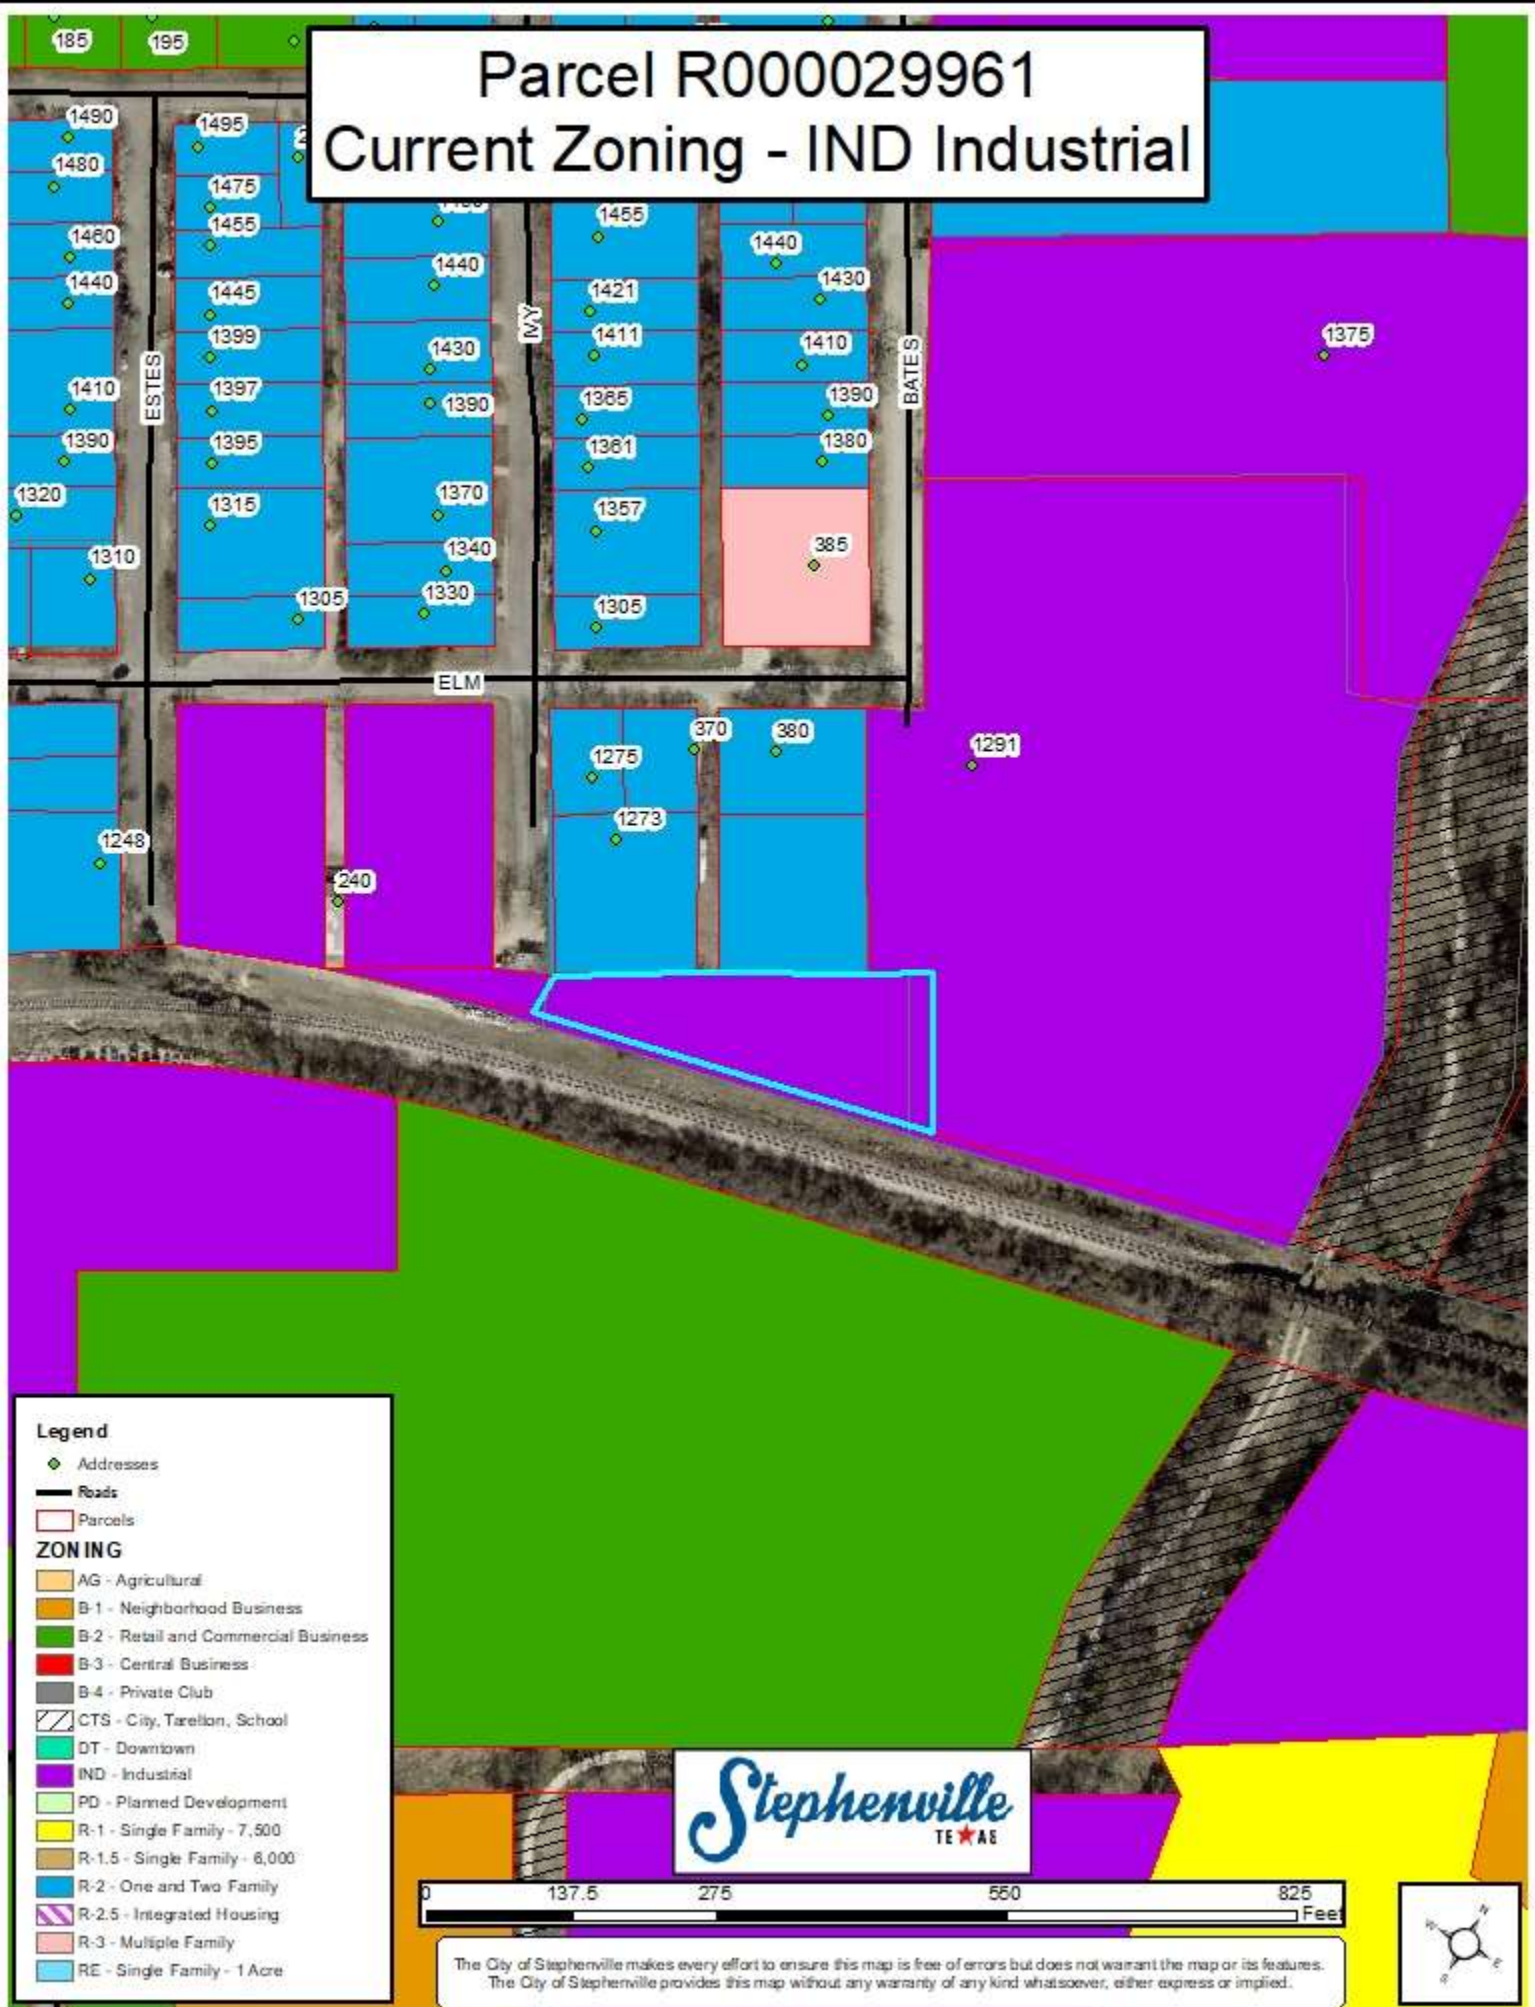 185
195
Parcel R000029961
Current Zoning - IND Industrial
1490
1495
1480
1475
1455
1455
1460
1440
1440
1440
1430
1445
1421
1399
1411
1410
1375
1430
1397
1365
1390
1410
1390
1395
1361
1380
1390
1320
1315
1370
1357
385
1310
1340
1305
1330
1305
ESTES
IVY
BATES
ELM
370
380
1275
1291
1273
1248
240
Legend
Addresses
Roads
Parcels
ZONING
AG - Agricultural
B-1 - Neighborhood Business
B-2 - Retail and Commercial Business
B-3 - Central Business
B-4 - Private Club
CTS - City, Tarelton, School
DT - Downtown
IND - Industrial
PD - Planned Development
R-1 - Single Family - 7,500
R-1.5 - Single Family - 6,000
R-2 - One and Two Family
R-2.5 - Integrated Housing
R-3 - Multiple Family
RE - Single Family - 1 Acre
Stephenville
TEXAS
0 137.5 275 550 825
Feet
N
W
E
S
The City of Stephenville makes every effort to ensure this map is free of errors but does not warrant the map or its features.
The City of Stephenville provides this map without any warranty of any kind whatsoever, either express or implied.